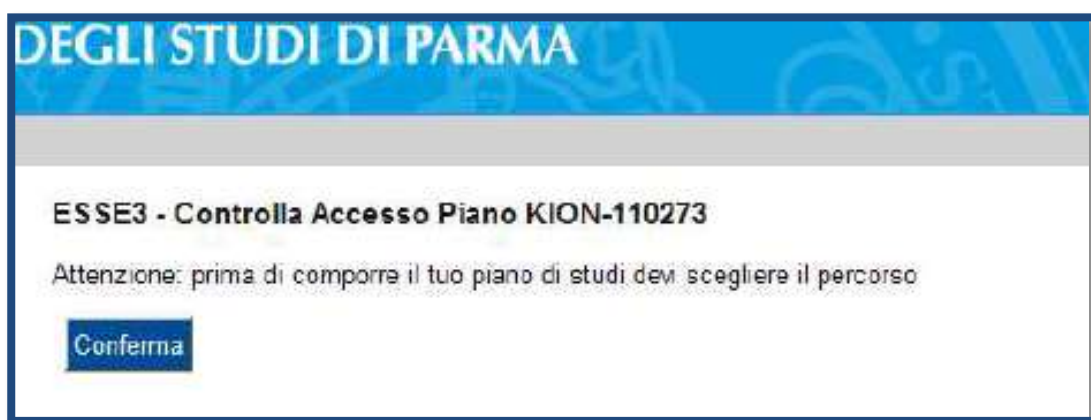 DEGLI STUDI DI PARMA
ESSE3 - Controlla Accesso Piano KION-110273
Attenzione: prima di comporre il tuo piano di studi devi scegliere il percorso
Conferma